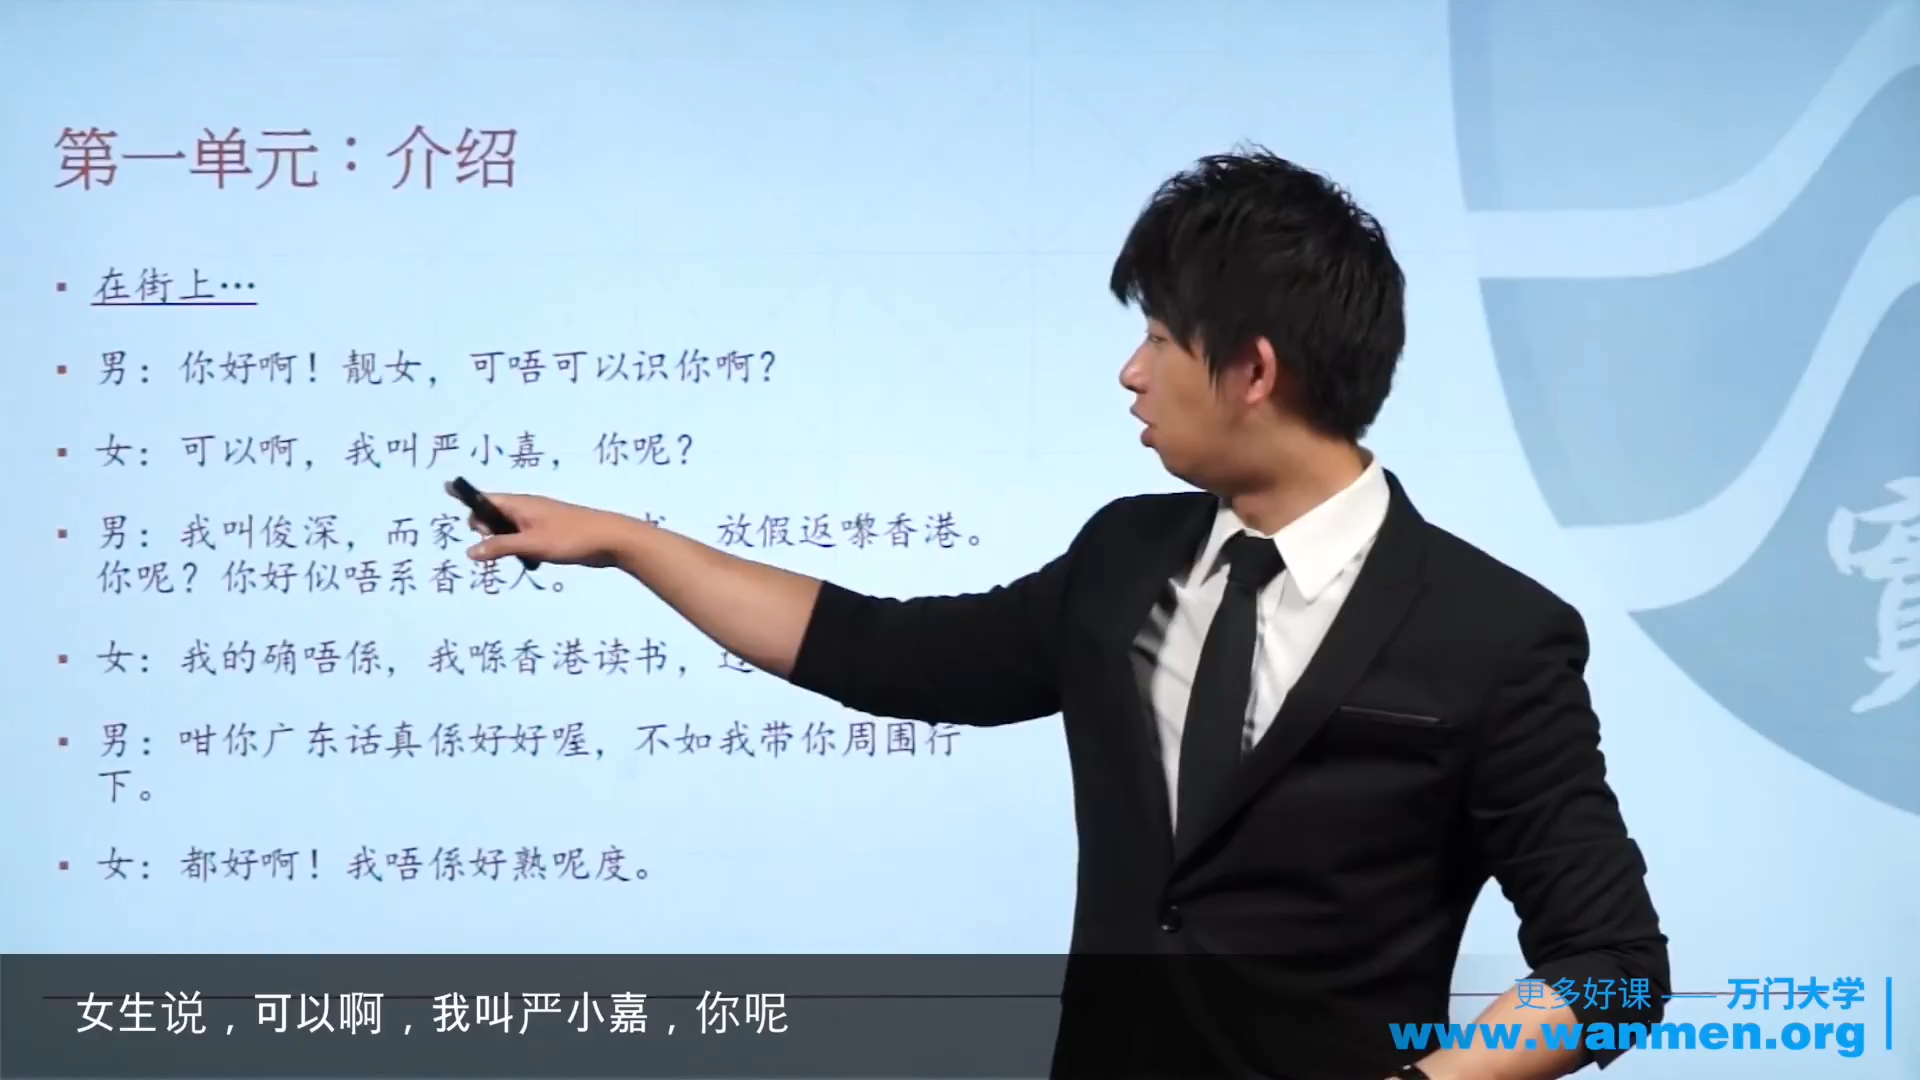 第一单元：介绍
在街上…
男：你好啊！靓女，可唔可以识你啊？
女：可以啊，我叫严小嘉，你呢？
男：我叫俊深，而家 放假返嚟香港。
你呢？你好似唔系香港人。
女：我的确唔係，我喺香港读书，
男：咁你广东话真係好好喔，不如我带你周围行
下。
女：都好啊！我唔係好熟呢度。
寶
女生说，可以啊，我叫严小嘉，你呢
更多好课 —— 万门大学
www.wanmen.org